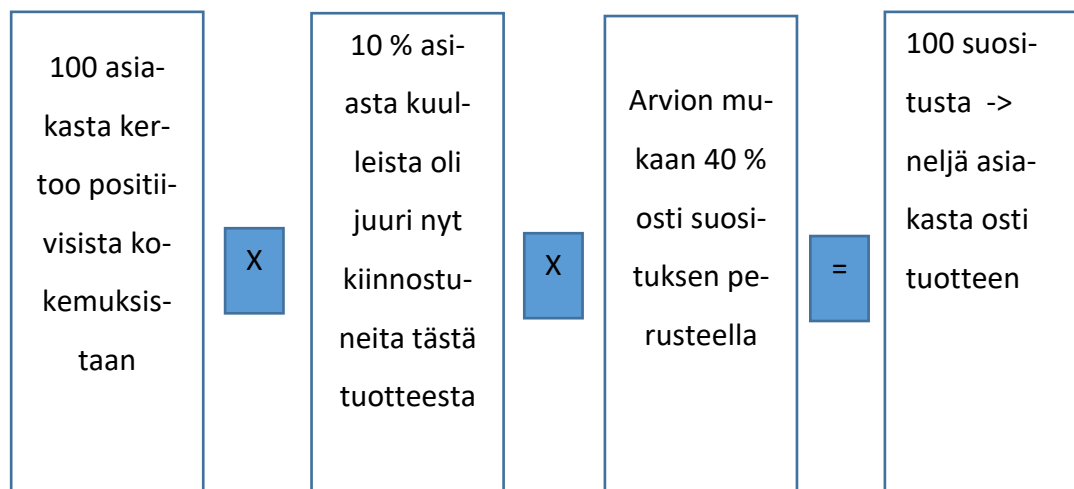 100 asia-
kasta ker-
too positii-
visista ko-
kemuksis-
taan
X
10 % asi-
asta kuul-
leista oli
juuri nyt
kiinnostu-
neita tästä
tuotteesta
X
Arvion mu-
kaan 40 %
osti suosi-
tuksen pe-
rusteella
=
100 suosi-
tusta ->
neljä asia-
kasta osti
tuotteen